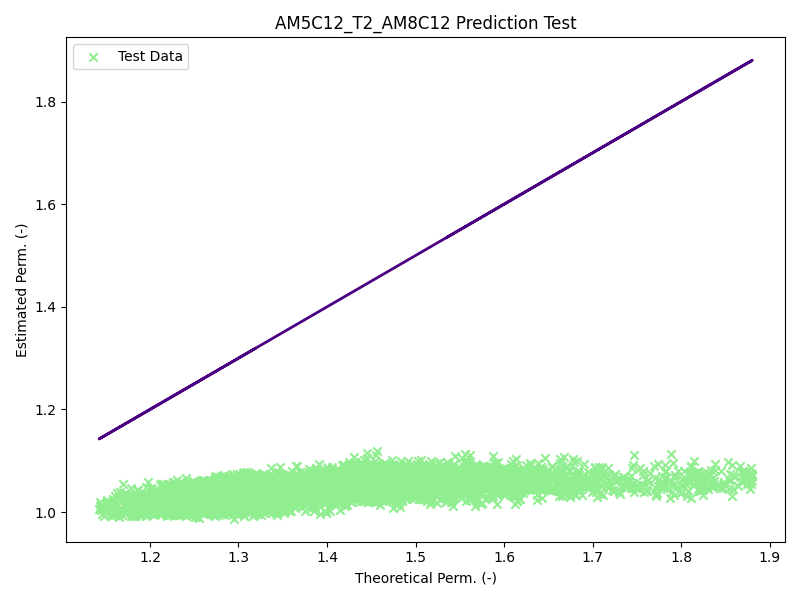 AM5C12_T2_AM8C12 Prediction Test
Test Data
Estimated Perm. (-)
1.8
1.6
1.4
1.2
1.0
1.2 1.3 1.4 1.5 1.6 1.7 1.8 1.9
Theoretical Perm. (-)